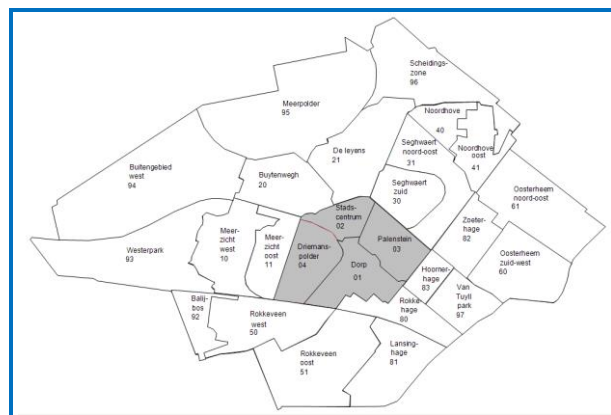 Scheidings-
zone
96
Meerpolder
95
Noordhove
40
Noordhove
oost
41
De leyens
21
Seghwaert
noord-oost
31
Buitengebied
west
94
Buytenwegh
20
Seghwaert
zuid
30
Oosterheem
noord-oost
61
Stads-
centrum
02
Zoeter-
hage
82
Palenstein
03
Meer-
zicht
west
10
Meer-
zicht
oost
11
Driemans-
polder
04
Westerpark
93
Oosterheem
zuid-west
60
Dorp
01
Hoorner-
hage
83
Van
Tuyll
park
97
Balij-
bos
92
Rokke
hage
80
Rokkeveen
west
50
Lansing-
hage
81
Rokkeveen
oost
51